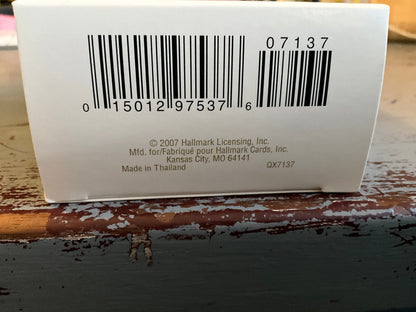 07137
0 15012 97537 6
© 2007 Hallmark Licensing, Inc.
Mfd. for/Fabriqué pour Hallmark Cards, Inc.
Kansas City, MO 64141
Made in Thailand QX7137